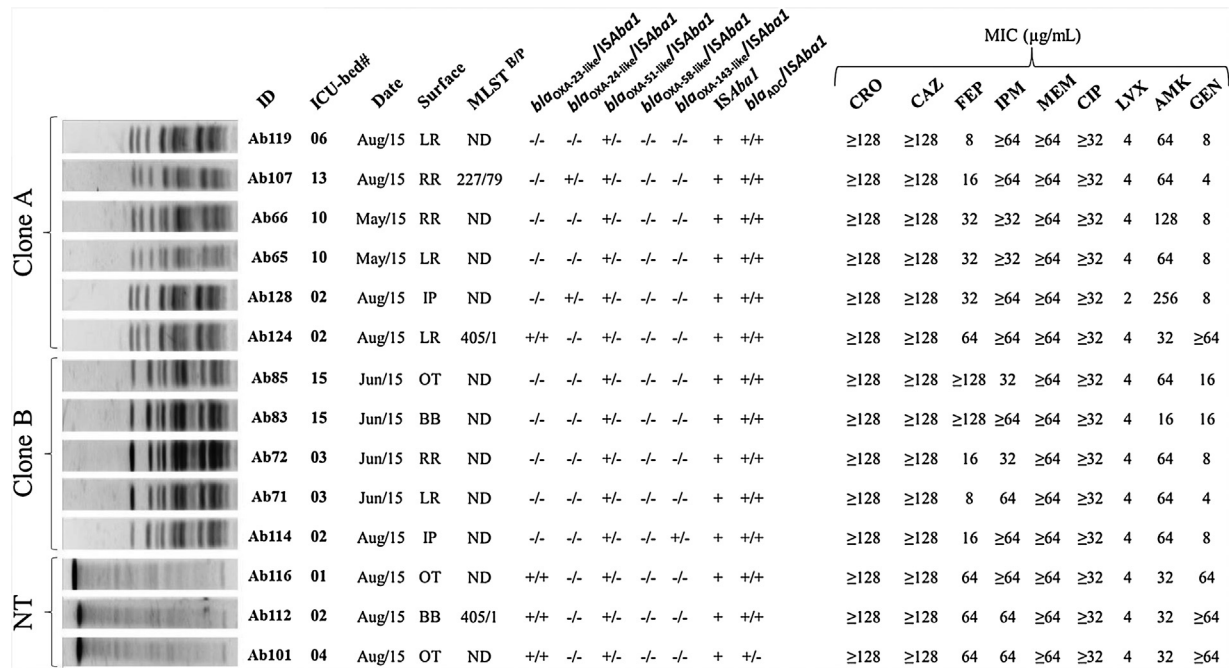 MIC (µg/mL)
ID ICU-bed# Date Surface MLST B/P blaOXA-23-like/ISAba1 blaOXA-24-like/ISAba1 blaOXA-51-like/ISAba1 blaOXA-58-like/ISAba1 blaOXA-143-like/ISAba1 ISAba1 blaADC/ISAba1 CRO CAZ FEP IPM MEM CIP LVX AMK GEN
Clone A
Ab119 06 Aug/15 LR ND -/- -/- +/- -/- -/- + +/+ ≥128 ≥128 8 ≥64 ≥64 ≥32 4 64 8
Ab107 13 Aug/15 RR 227/79 -/- +/- +/- -/- -/- + +/+ ≥128 ≥128 16 ≥64 ≥64 ≥32 4 64 4
Ab66 10 May/15 RR ND -/- -/- +/- -/- -/- + +/+ ≥128 ≥128 32 ≥32 ≥64 ≥32 4 128 8
Ab65 10 May/15 LR ND -/- -/- +/- -/- -/- + +/+ ≥128 ≥128 32 ≥32 ≥64 ≥32 4 64 8
Ab128 02 Aug/15 IP ND -/- +/- +/- -/- -/- + +/+ ≥128 ≥128 32 ≥64 ≥64 ≥32 2 256 8
Ab124 02 Aug/15 LR 405/1 +/+ -/- +/- -/- -/- + +/+ ≥128 ≥128 64 ≥64 ≥64 ≥32 4 32 ≥64
Clone B
Ab85 15 Jun/15 OT ND -/- -/- +/- -/- -/- + +/+ ≥128 ≥128 ≥128 32 ≥64 ≥32 4 64 16
Ab83 15 Jun/15 BB ND -/- -/- +/- -/- -/- + +/+ ≥128 ≥128 ≥128 ≥64 ≥64 ≥32 4 16 16
Ab72 03 Jun/15 RR ND -/- -/- +/- -/- -/- + +/+ ≥128 ≥128 16 32 ≥64 ≥32 4 64 8
Ab71 03 Jun/15 LR ND -/- -/- +/- -/- -/- + +/+ ≥128 ≥128 8 64 ≥64 ≥32 4 64 4
Ab114 02 Aug/15 IP ND -/- -/- +/- -/- +/- + +/+ ≥128 ≥128 16 ≥64 ≥64 ≥32 4 64 8
NT
Ab116 01 Aug/15 OT ND +/+ -/- +/- -/- -/- + +/+ ≥128 ≥128 64 ≥64 ≥64 ≥32 4 32 64
Ab112 02 Aug/15 BB 405/1 +/+ -/- +/- -/- -/- + +/+ ≥128 ≥128 64 64 ≥64 ≥32 4 32 ≥64
Ab101 04 Aug/15 OT ND +/+ -/- +/- -/- -/- + +/- ≥128 ≥128 64 64 ≥64 ≥32 4 32 ≥64